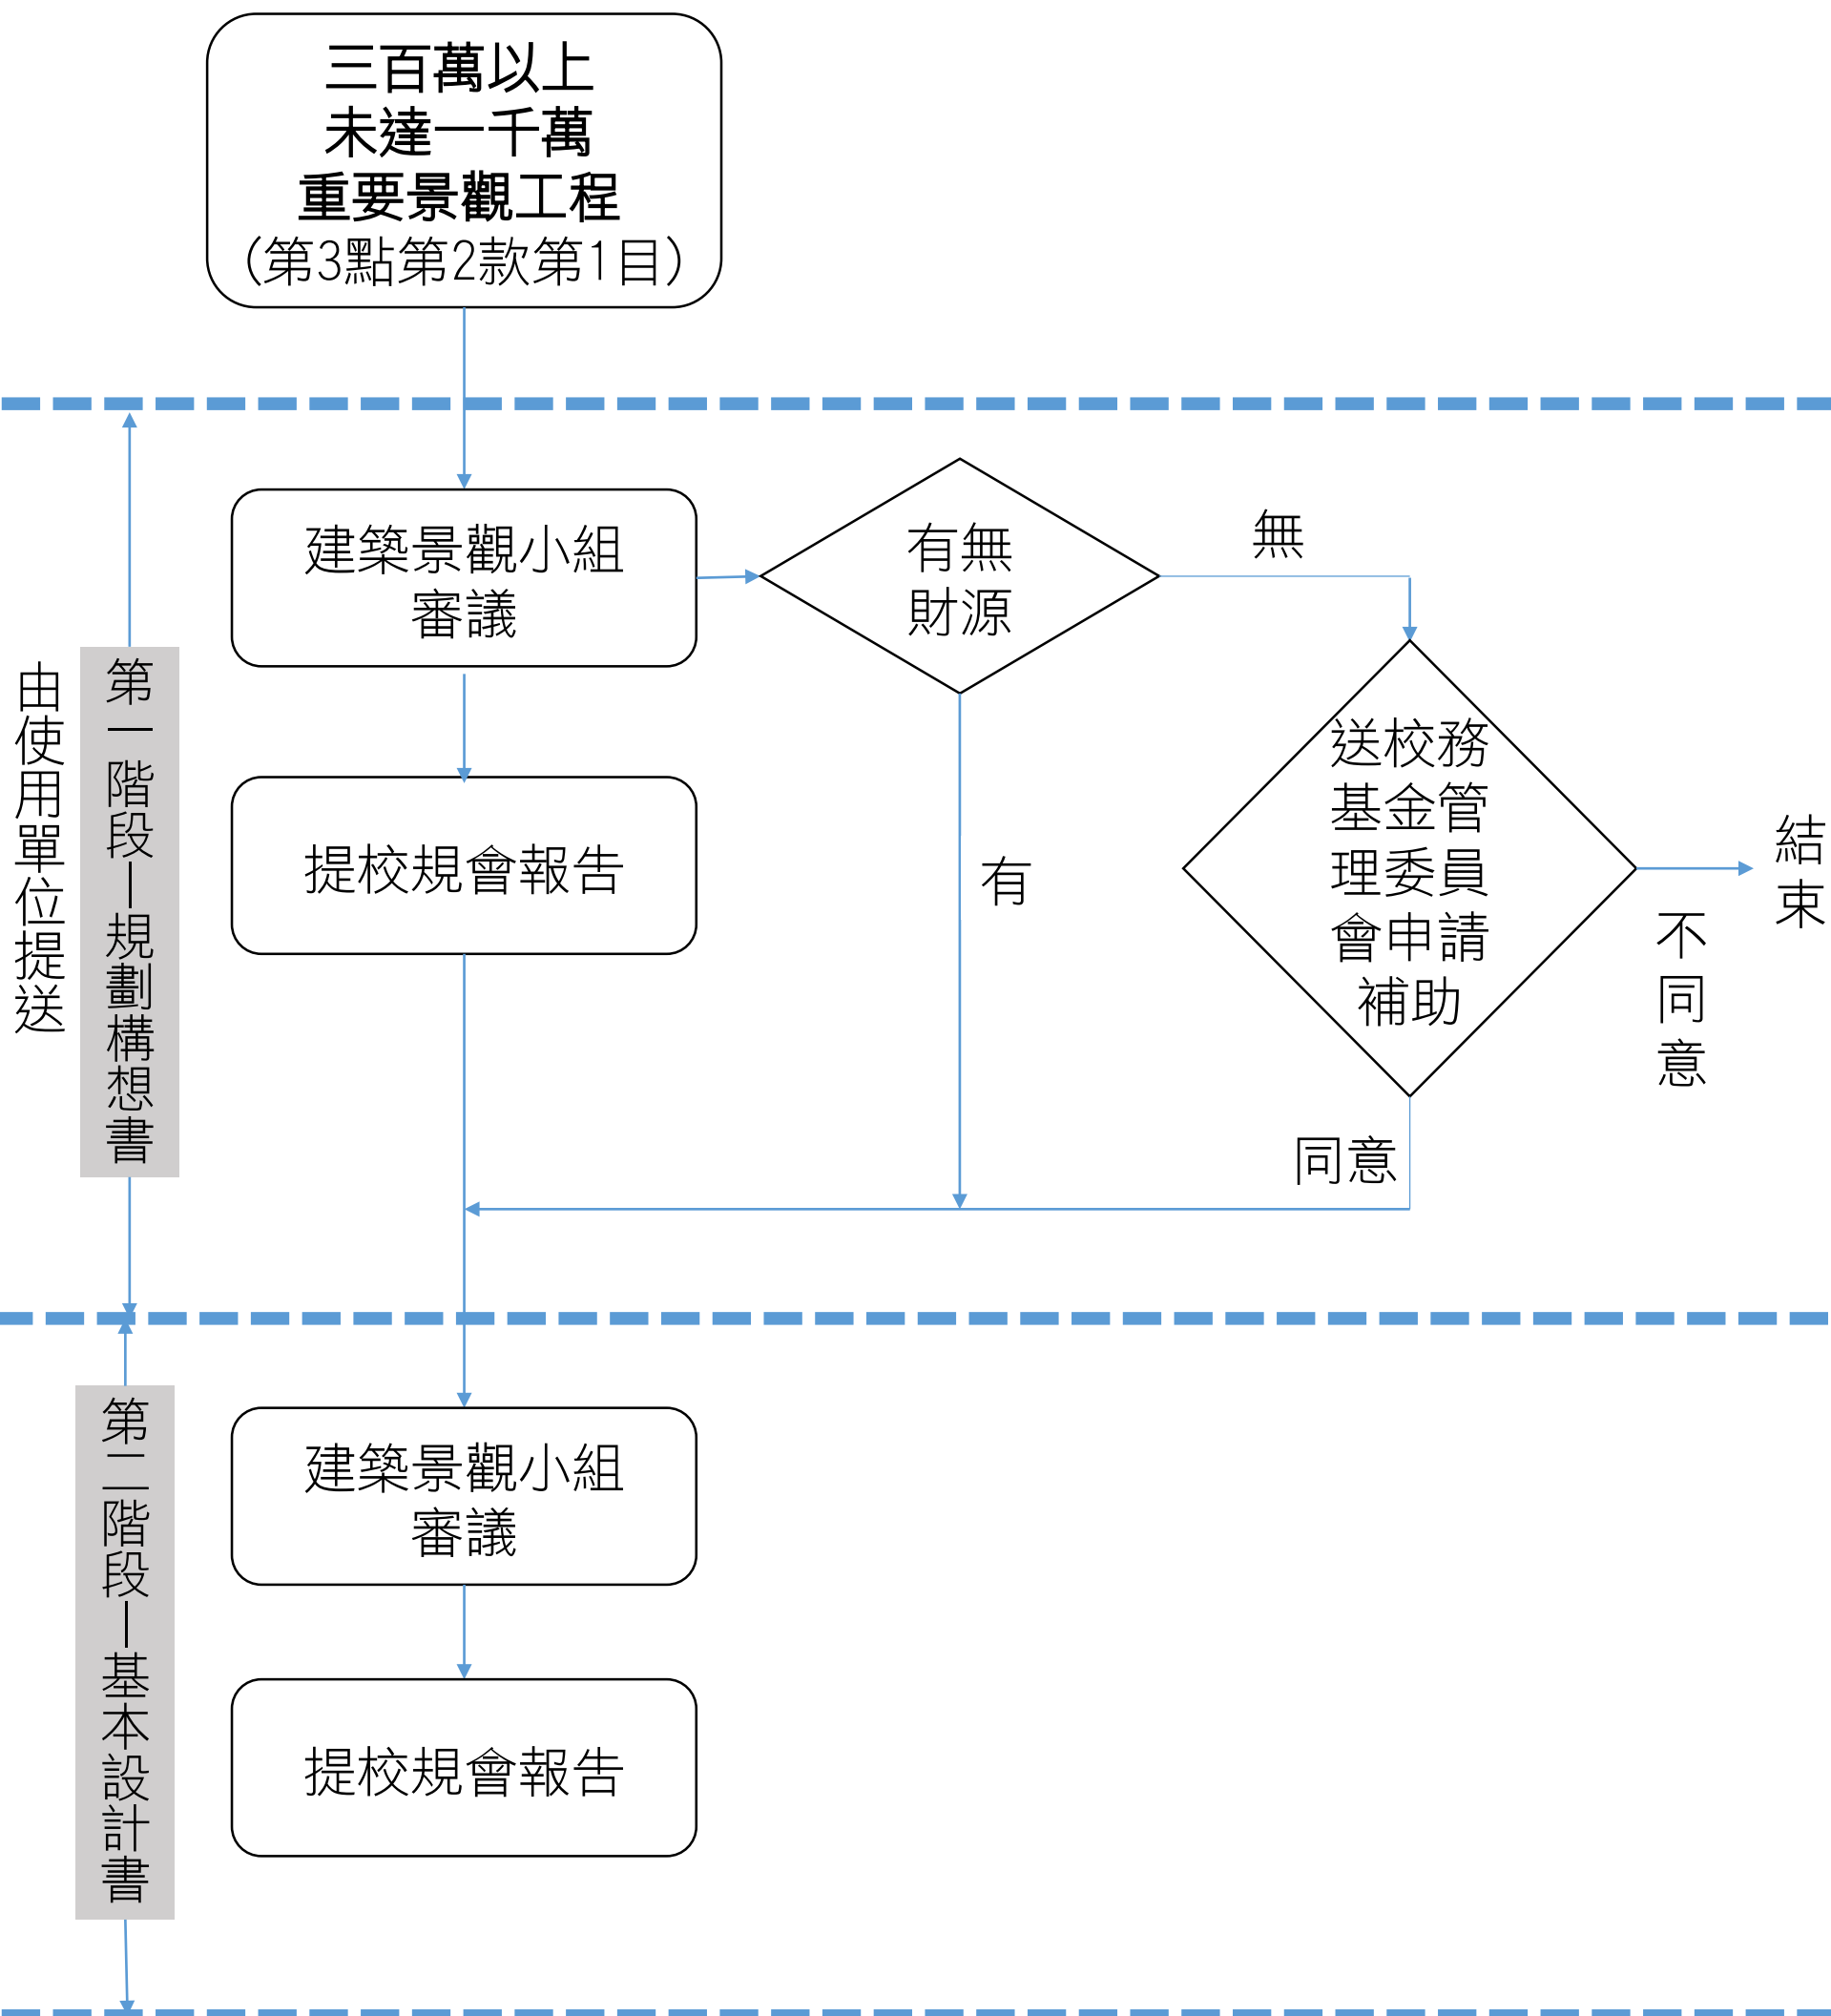 三百萬以上
未達一千萬
重要景觀工程
(第3點第2款第1目)
由使用單位提送
第一階段—規劃構想書
建築景觀小組
審議
有無
財源
無
送校務
基金管
理委員
會申請
補助
結
束
不
同
意
提校規會報告
有
同意
第二階段—基本設計書
建築景觀小組
審議
提校規會報告